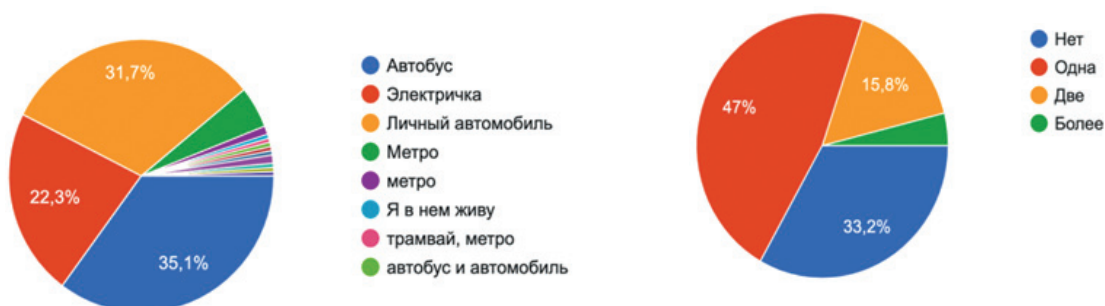 31,7%
22,3%
35,1%
Автобус
Электричка
Личный автомобиль
Метро
метро
Я в нем живу
трамвай, метро
автобус и автомобиль
47%
15,8%
33,2%
Нет
Одна
Две
Более